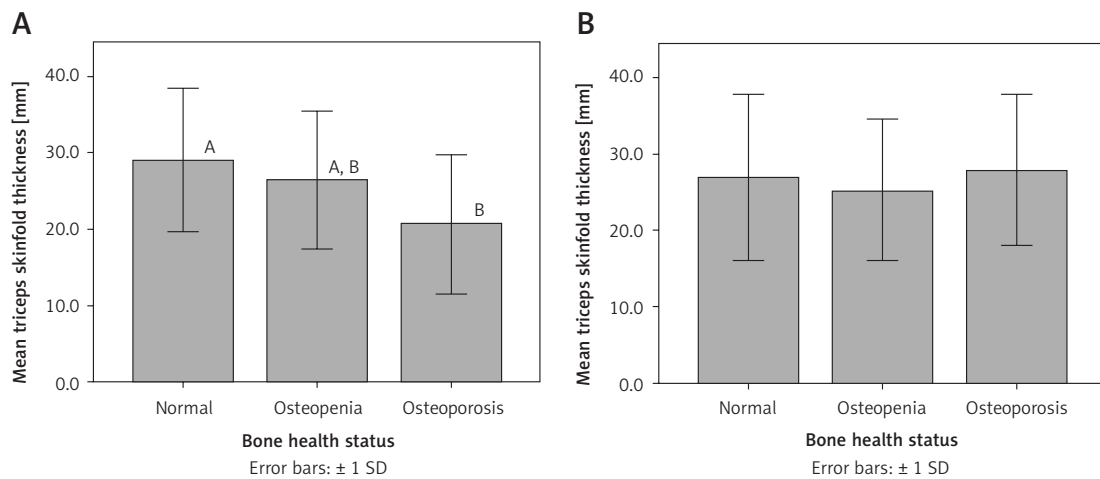 A
Mean triceps skinfold thickness [mm]
40.0
30.0
20.0
10.0
0.0
A
A, B
B
Normal
Osteopenia
Osteoporosis
Bone health status
Error bars: ± 1 SD
B
Mean triceps skinfold thickness [mm]
40.0
30.0
20.0
10.0
0.0
Normal
Osteopenia
Osteoporosis
Bone health status
Error bars: ± 1 SD